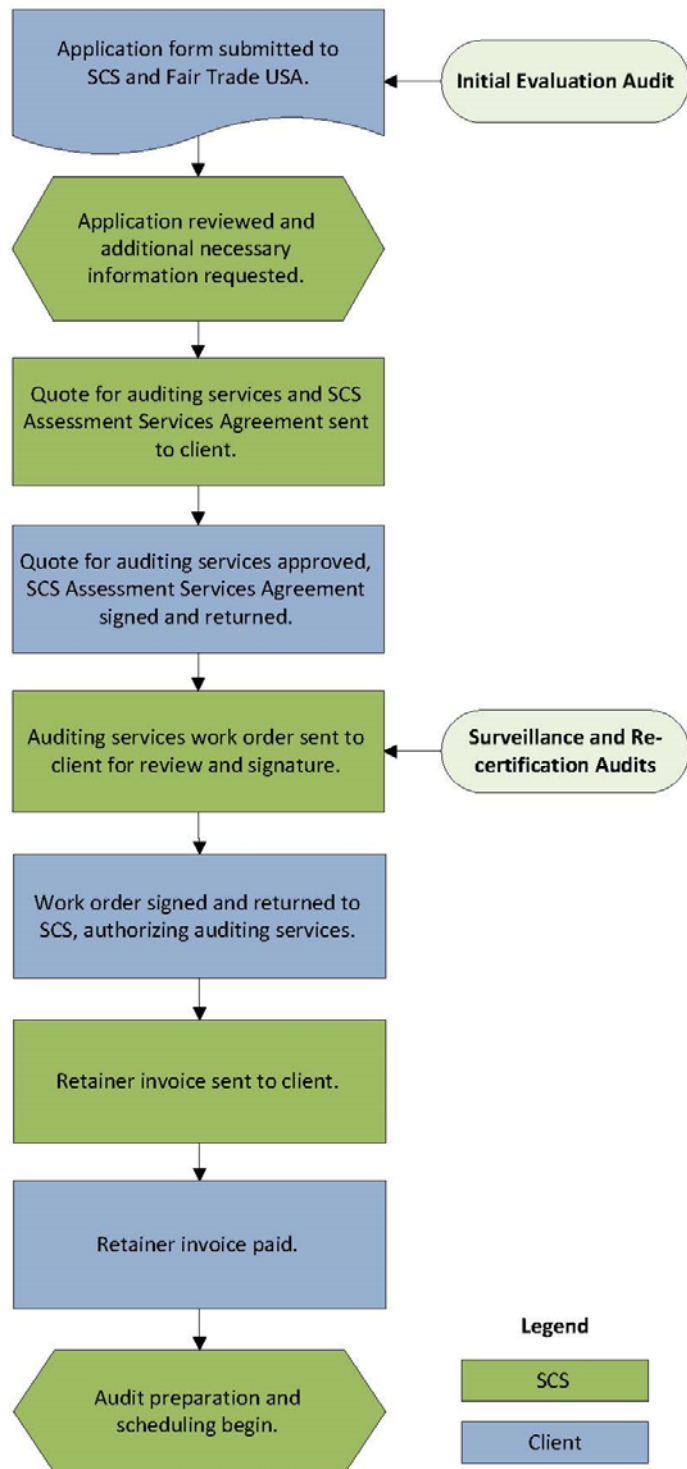 Application form submitted to
SCS and Fair Trade USA.
Initial Evaluation Audit
Application reviewed and
additional necessary
information requested.
Quote for auditing services and SCS
Assessment Services Agreement sent
to client.
Quote for auditing services approved,
SCS Assessment Services Agreement
signed and returned.
Auditing services work order sent to
client for review and signature.
Surveillance and Re-
certification Audits
Work order signed and returned to
SCS, authorizing auditing services.
Retainer invoice sent to client.
Retainer invoice paid.
Audit preparation and
scheduling begin.
Legend
SCS
Client